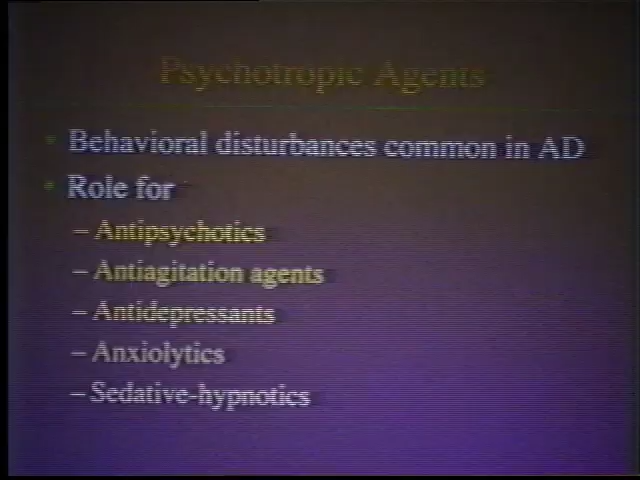 Psychotropic Agents
• Behavioral disturbances common in AD
• Role for
– Antipsychotics
– Antiagitation agents
– Antidepressants
– Anxiolytics
– Sedative-hypnotics